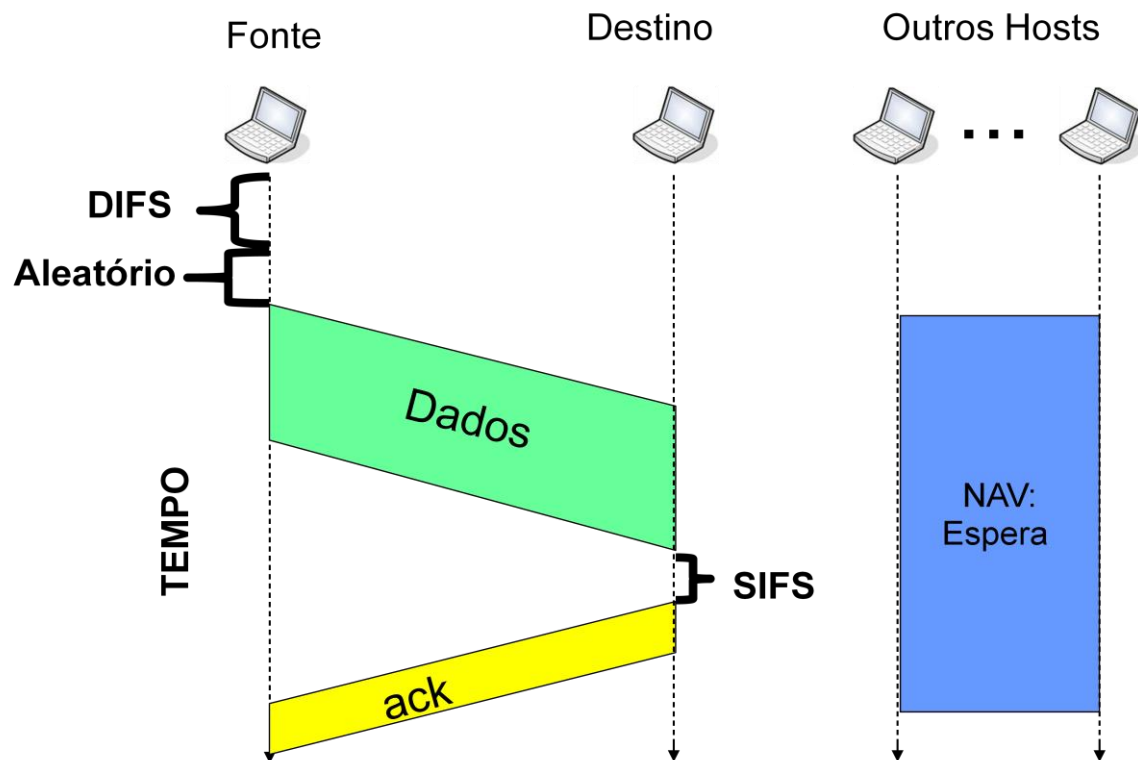 Fonte
Destino
Outros Hosts
...
DIFS
Aleatório
Dados
TEMPO
NAV:
Espera
SIFS
ack